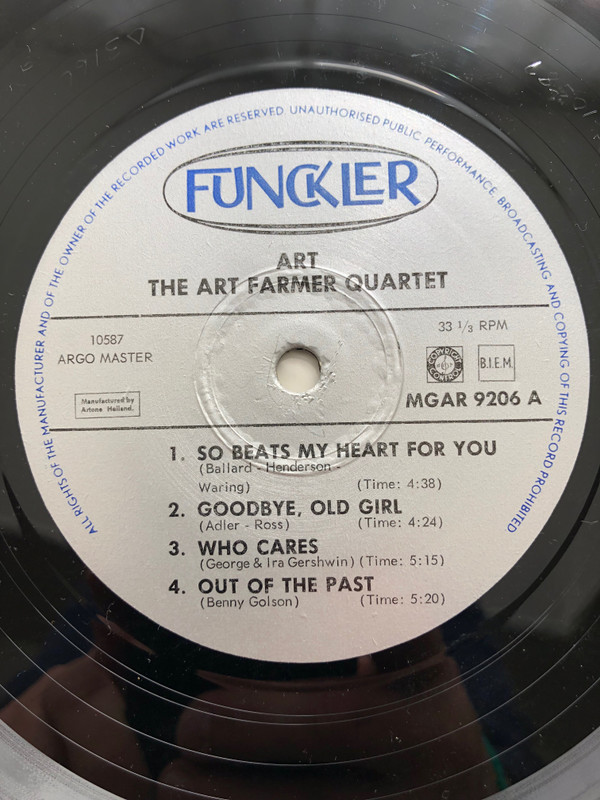 ALL RIGHTS OF THE MANUFACTURER AND OF THE OWNER OF THE RECORDED WORK ARE RESERVED. UNAUTHORISED PUBLIC PERFORMANCE, BROADCASTING AND COPYING OF THIS RECORD PROHIBITED
FUNCKLER
ART
THE ART FARMER QUARTET
10587
ARGO MASTER
33 1/3 RPM
Manufactured by
Artone Holland.
COPYRIGHT
CONTROL
B.I.E.M.
MGAR 9206 A
1. SO BEATS MY HEART FOR YOU
(Ballard - Henderson -
Waring) (Time: 4:38)
2. GOODBYE, OLD GIRL
(Adler - Ross) (Time: 4:24)
3. WHO CARES
(George & Ira Gershwin) (Time: 5:15)
4. OUT OF THE PAST
(Benny Golson) (Time: 5:20)